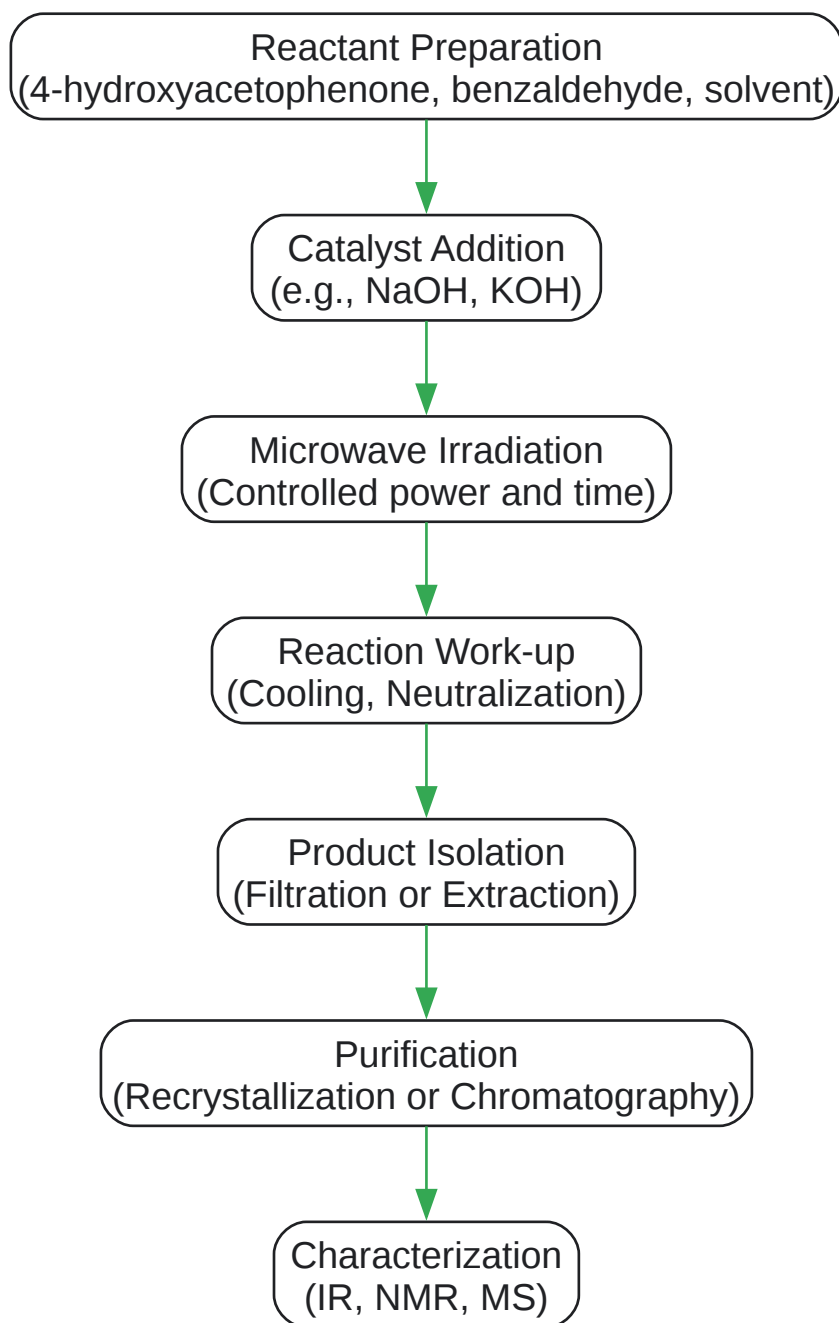 Reactant Preparation
(4-hydroxyacetophenone, benzaldehyde, solvent)
Catalyst Addition
(e.g., NaOH, KOH)
Microwave Irradiation
(Controlled power and time)
Reaction Work-up
(Cooling, Neutralization)
Product Isolation
(Filtration or Extraction)
Purification
(Recrystallization or Chromatography)
Characterization
(IR, NMR, MS)